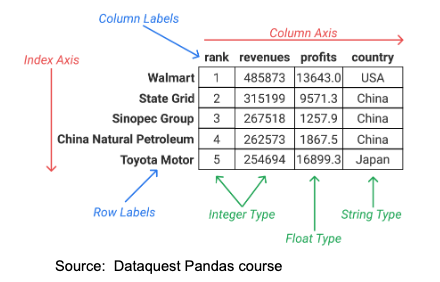 Column Labels
Column Axis
Index Axis
rank revenues profits country
Walmart 1 485873 13643.0 USA
State Grid 2 315199 9571.3 China
Sinopec Group 3 267518 1257.9 China
China Natural Petroleum 4 262573 1867.5 China
Toyota Motor 5 254694 16899.3 Japan
Row Labels
Integer Type
String Type
Float Type
Source: Dataquest Pandas course